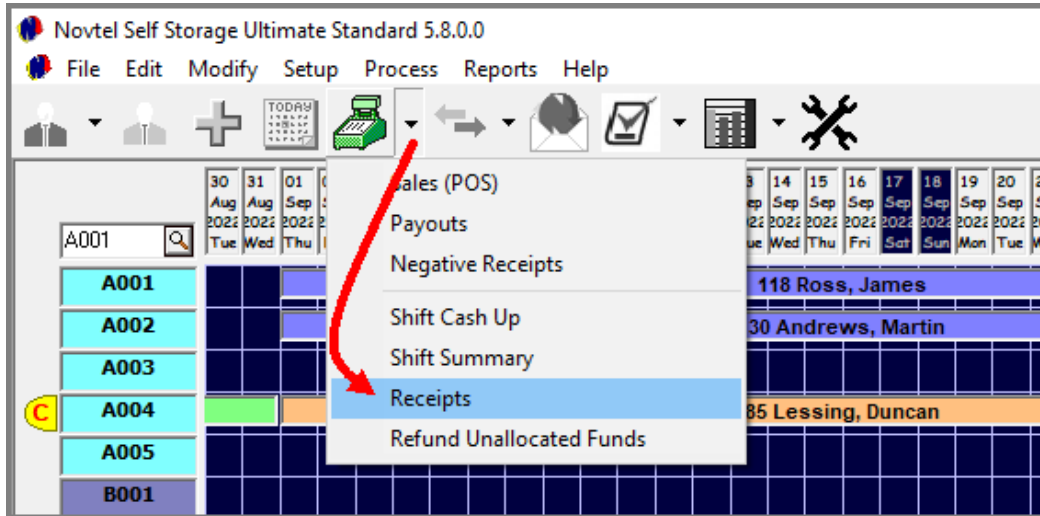 Novtel Self Storage Ultimate Standard 5.8.0.0
File Edit Modify Setup Process Reports Help
TODAY
Sales (POS)
Payouts
Negative Receipts
Shift Cash Up
Shift Summary
Receipts
Refund Unallocated Funds
30 31 01 14 15 16 17 18 19 20
Aug Aug Sep Sep Sep Sep Sep Sep Sep Sep
2022 2022 2022 2022 2022 2022 2022 2022 2022 2022
Tue Wed Thu Wed Thu Fri Sat Sun Mon Tue
A001
A001 118 Ross, James
A002 30 Andrews, Martin
A003
C A004 85 Lessing, Duncan
A005
B001